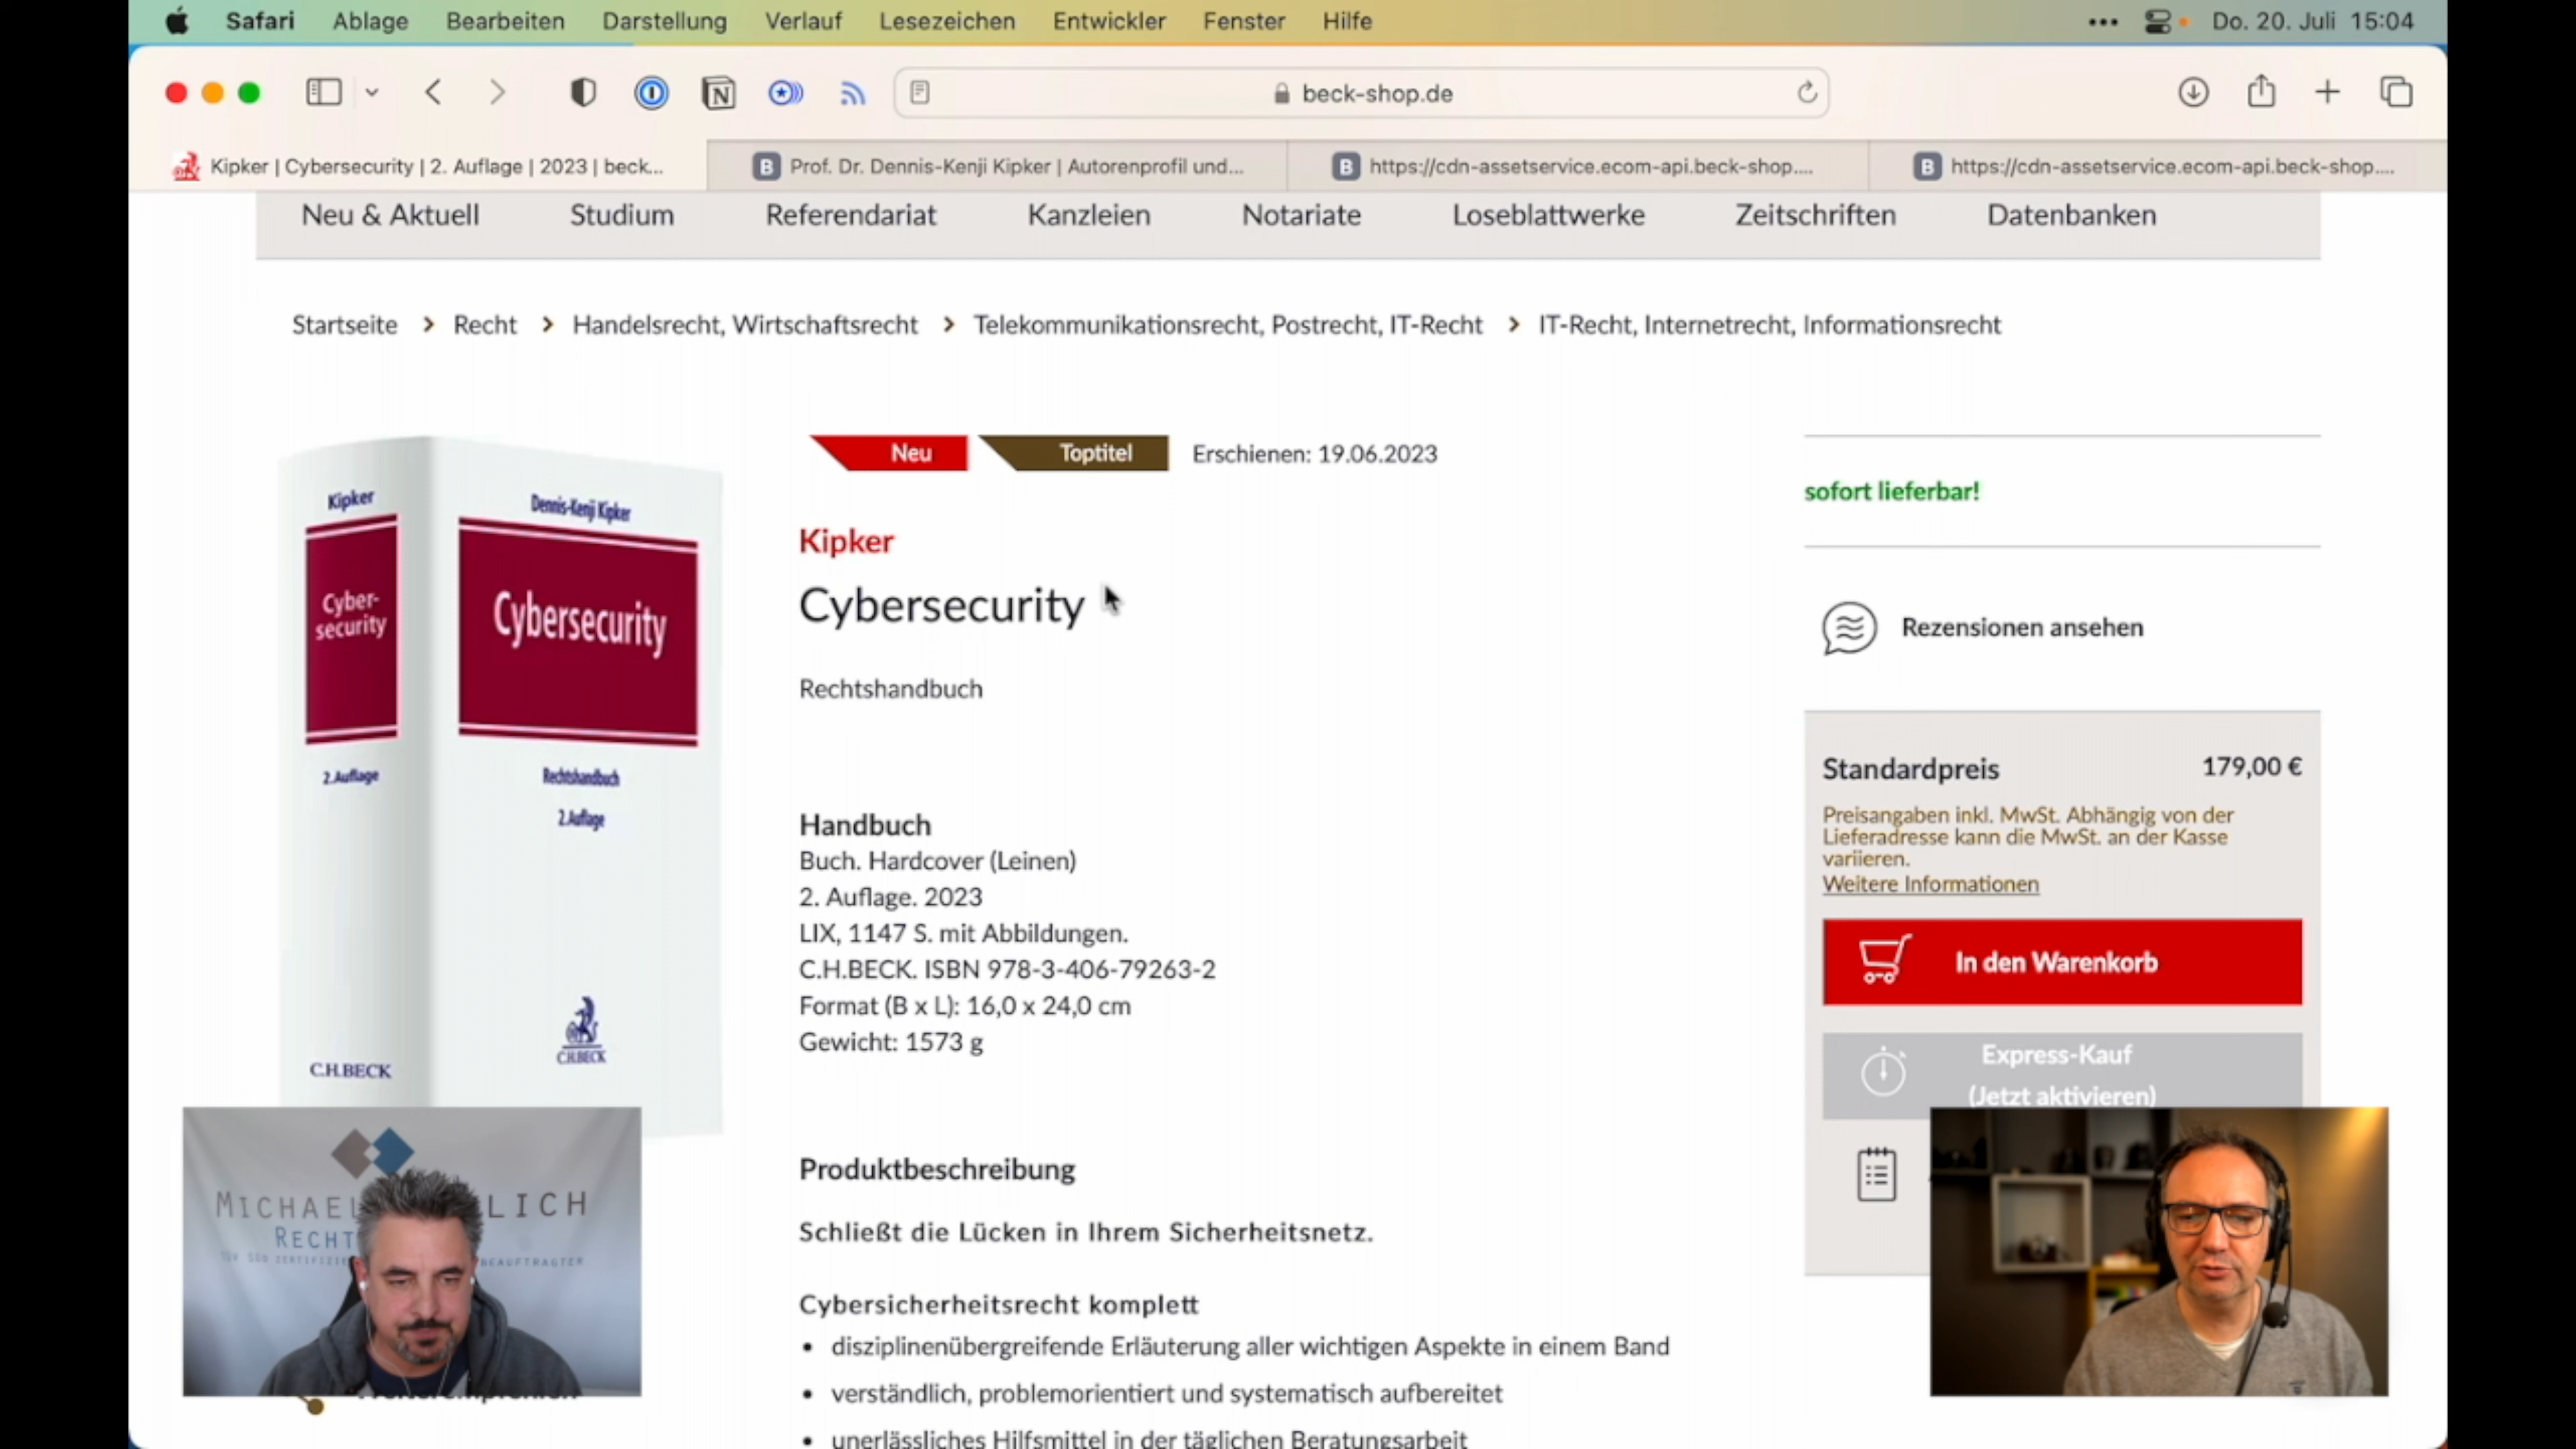 Safari Ablage Bearbeiten Darstellung Verlauf Lesezeichen Entwickler Fenster Hilfe Do. 20. Juli 15:04
beck-shop.de
Kipker | Cybersecurity | 2. Auflage | 2023 | beck...
Prof. Dr. Dennis-Kenji Kipker | Autorenprofil und...
https://cdn-assetservice.ecom-api.beck-shop....
https://cdn-assetservice.ecom-api.beck-shop....
Neu & Aktuell Studium Referendariat Kanzleien Notariate Loseblattwerke Zeitschriften Datenbanken
Startseite > Recht > Handelsrecht, Wirtschaftsrecht > Telekommunikationsrecht, Postrecht, IT-Recht > IT-Recht, Internetrecht, Informationsrecht
Kipker
Cyber-
security
2. Auflage
C.H.BECK
Dennis-Kenji Kipker
Cybersecurity
Rechtshandbuch
2. Auflage
C.H.BECK
Neu Toptitel Erschienen: 19.06.2023
Kipker
Cybersecurity
Rechtshandbuch
Handbuch
Buch. Hardcover (Leinen)
2. Auflage. 2023
LIX, 1147 S. mit Abbildungen.
C.H.BECK. ISBN 978-3-406-79263-2
Format (B x L): 16,0 x 24,0 cm
Gewicht: 1573 g
Produktbeschreibung
Schließt die Lücken in Ihrem Sicherheitsnetz.
Cybersicherheitsrecht komplett
• disziplinenübergreifende Erläuterung aller wichtigen Aspekte in einem Band
• verständlich, problemorientiert und systematisch aufbereitet
• unerlässliches Hilfsmittel in der täglichen Beratungsarbeit
sofort lieferbar!
Rezensionen ansehen
Standardpreis 179,00 €
Preisangaben inkl. MwSt. Abhängig von der
Lieferadresse kann die MwSt. an der Kasse
variieren.
Weitere Informationen
In den Warenkorb
Express-Kauf
(Jetzt aktivieren)
MICHAEL LICH
RECHT